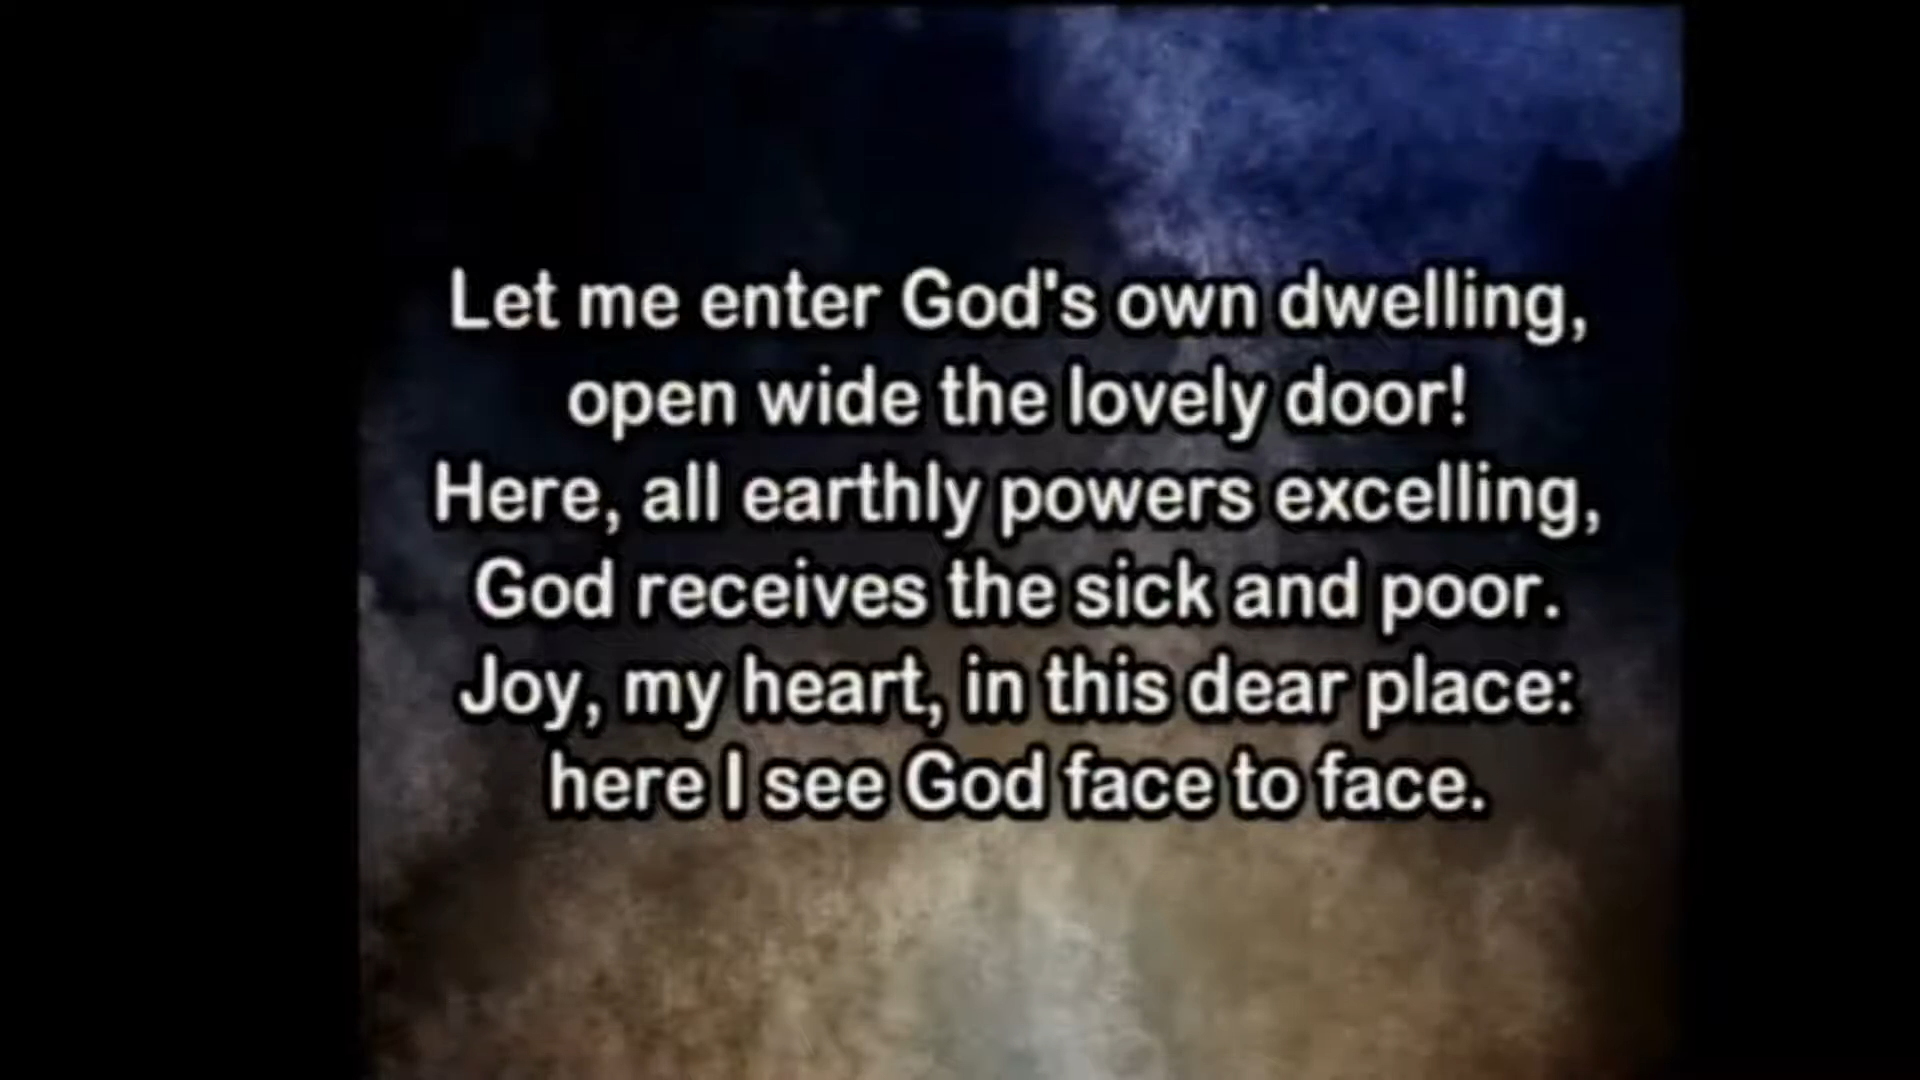 Let me enter God's own dwelling,
open wide the lovely door!
Here, all earthly powers excelling,
God receives the sick and poor.
Joy, my heart, in this dear place:
here I see God face to face.